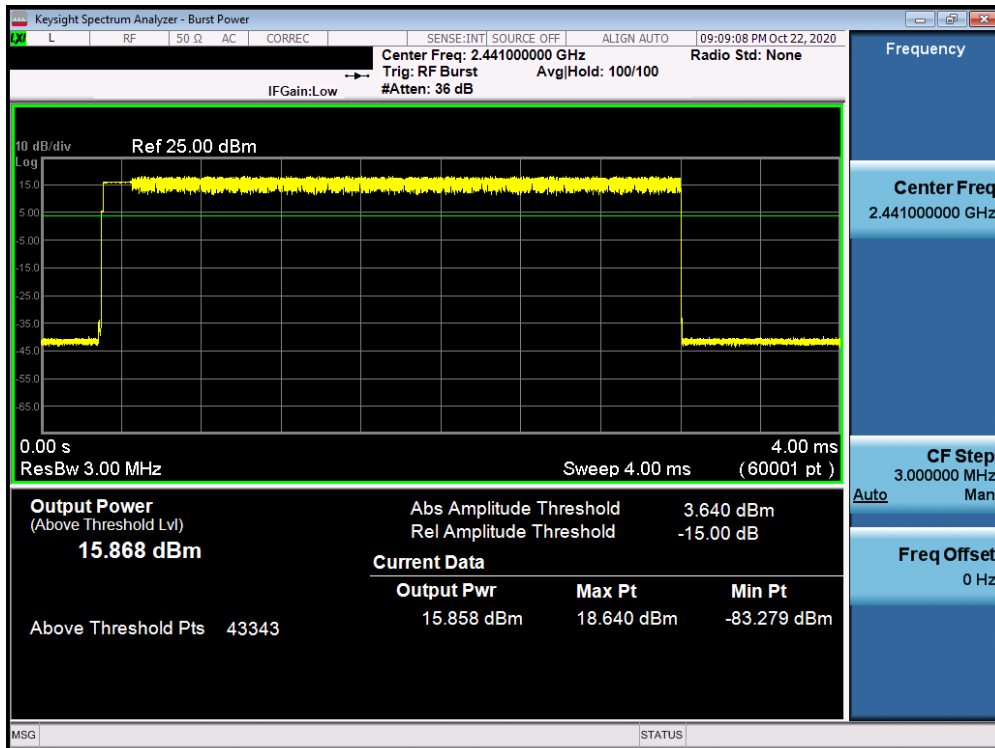 Keysight Spectrum Analyzer - Burst Power
LXI L RF 50 Ω AC CORREC SENSE:INT SOURCE OFF ALIGN AUTO 09:09:08 PM Oct 22, 2020
Center Freq: 2.441000000 GHz Radio Std: None
Trig: RF Burst Avg|Hold: 100/100
IFGain:Low #Atten: 36 dB
Frequency
10 dB/div Ref 25.00 dBm
Log
15.0
5.00
-5.00
-15.0
-25.0
-35.0
-45.0
-55.0
-65.0
0.00 s 4.00 ms
ResBw 3.00 MHz Sweep 4.00 ms (60001 pt)
Center Freq
2.441000000 GHz
CF Step
3.000000 MHz
Auto Man
Freq Offset
0 Hz
Output Power
(Above Threshold Lvl)
15.868 dBm
Above Threshold Pts 43343
Abs Amplitude Threshold 3.640 dBm
Rel Amplitude Threshold -15.00 dB
Current Data
Output Pwr Max Pt Min Pt
15.858 dBm 18.640 dBm -83.279 dBm
MSG STATUS